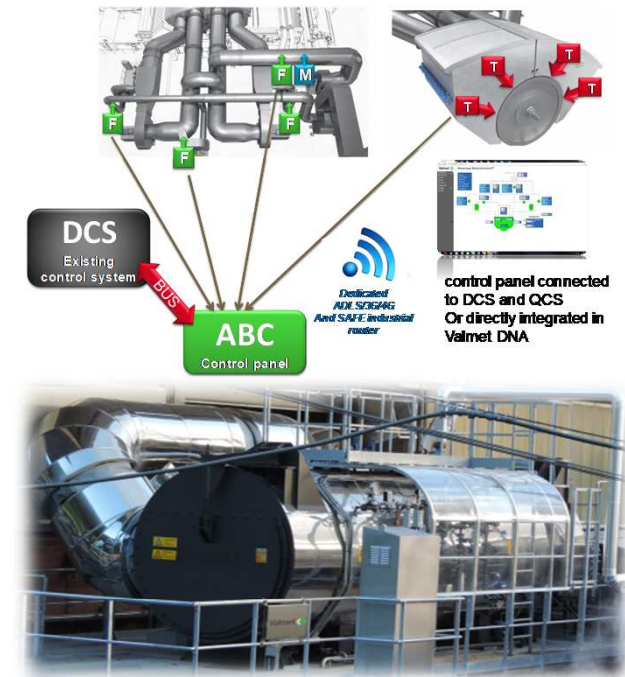 F
M
F
F
F
T
T
T
T
DCS
Existing
control system
BUS
ABC
Control panel
Dedicated
ADLS/3G/4G
And SAFE industrial
router
control panel connected
to DCS and QCS
Or directly integrated in
Valmet DNA
Valmet